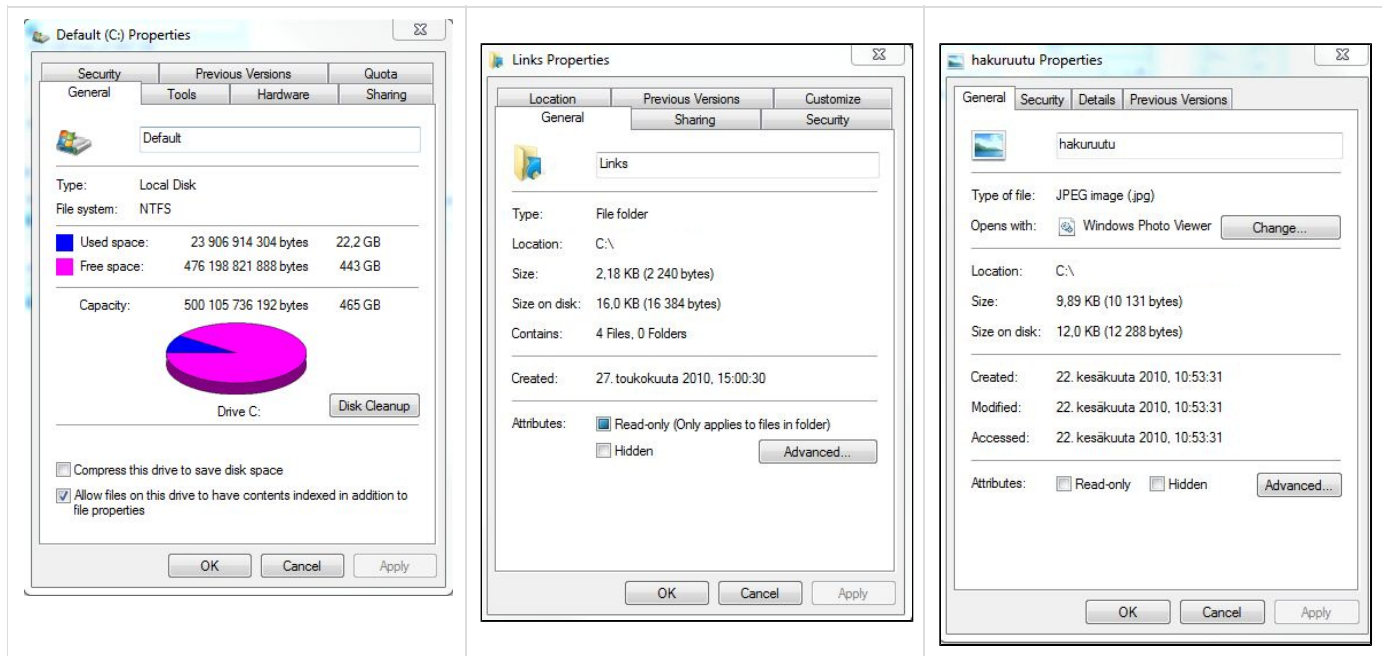 Default (C:) Properties
Security Previous Versions Quota
General Tools Hardware Sharing
Default
Type: Local Disk
File system: NTFS
Used space: 23 906 914 304 bytes 22,2 GB
Free space: 476 198 821 888 bytes 443 GB
Capacity: 500 105 736 192 bytes 465 GB
Drive C:
Disk Cleanup
Compress this drive to save disk space
Allow files on this drive to have contents indexed in addition to
file properties
OK Cancel Apply
Links Properties
Location Previous Versions Customize
General Sharing Security
Links
Type: File folder
Location: C:\
Size: 2,18 KB (2 240 bytes)
Size on disk: 16,0 KB (16 384 bytes)
Contains: 4 Files, 0 Folders
Created: 27. toukokuuta 2010, 15:00:30
Attributes: Read-only (Only applies to files in folder)
Hidden Advanced...
OK Cancel Apply
hakuruutu Properties
General Security Details Previous Versions
hakuruutu
Type of file: JPEG image (.jpg)
Opens with: Windows Photo Viewer Change...
Location: C:\
Size: 9,89 KB (10 131 bytes)
Size on disk: 12,0 KB (12 288 bytes)
Created: 22. kesäkuuta 2010, 10:53:31
Modified: 22. kesäkuuta 2010, 10:53:31
Accessed: 22. kesäkuuta 2010, 10:53:31
Attributes: Read-only Hidden Advanced...
OK Cancel Apply